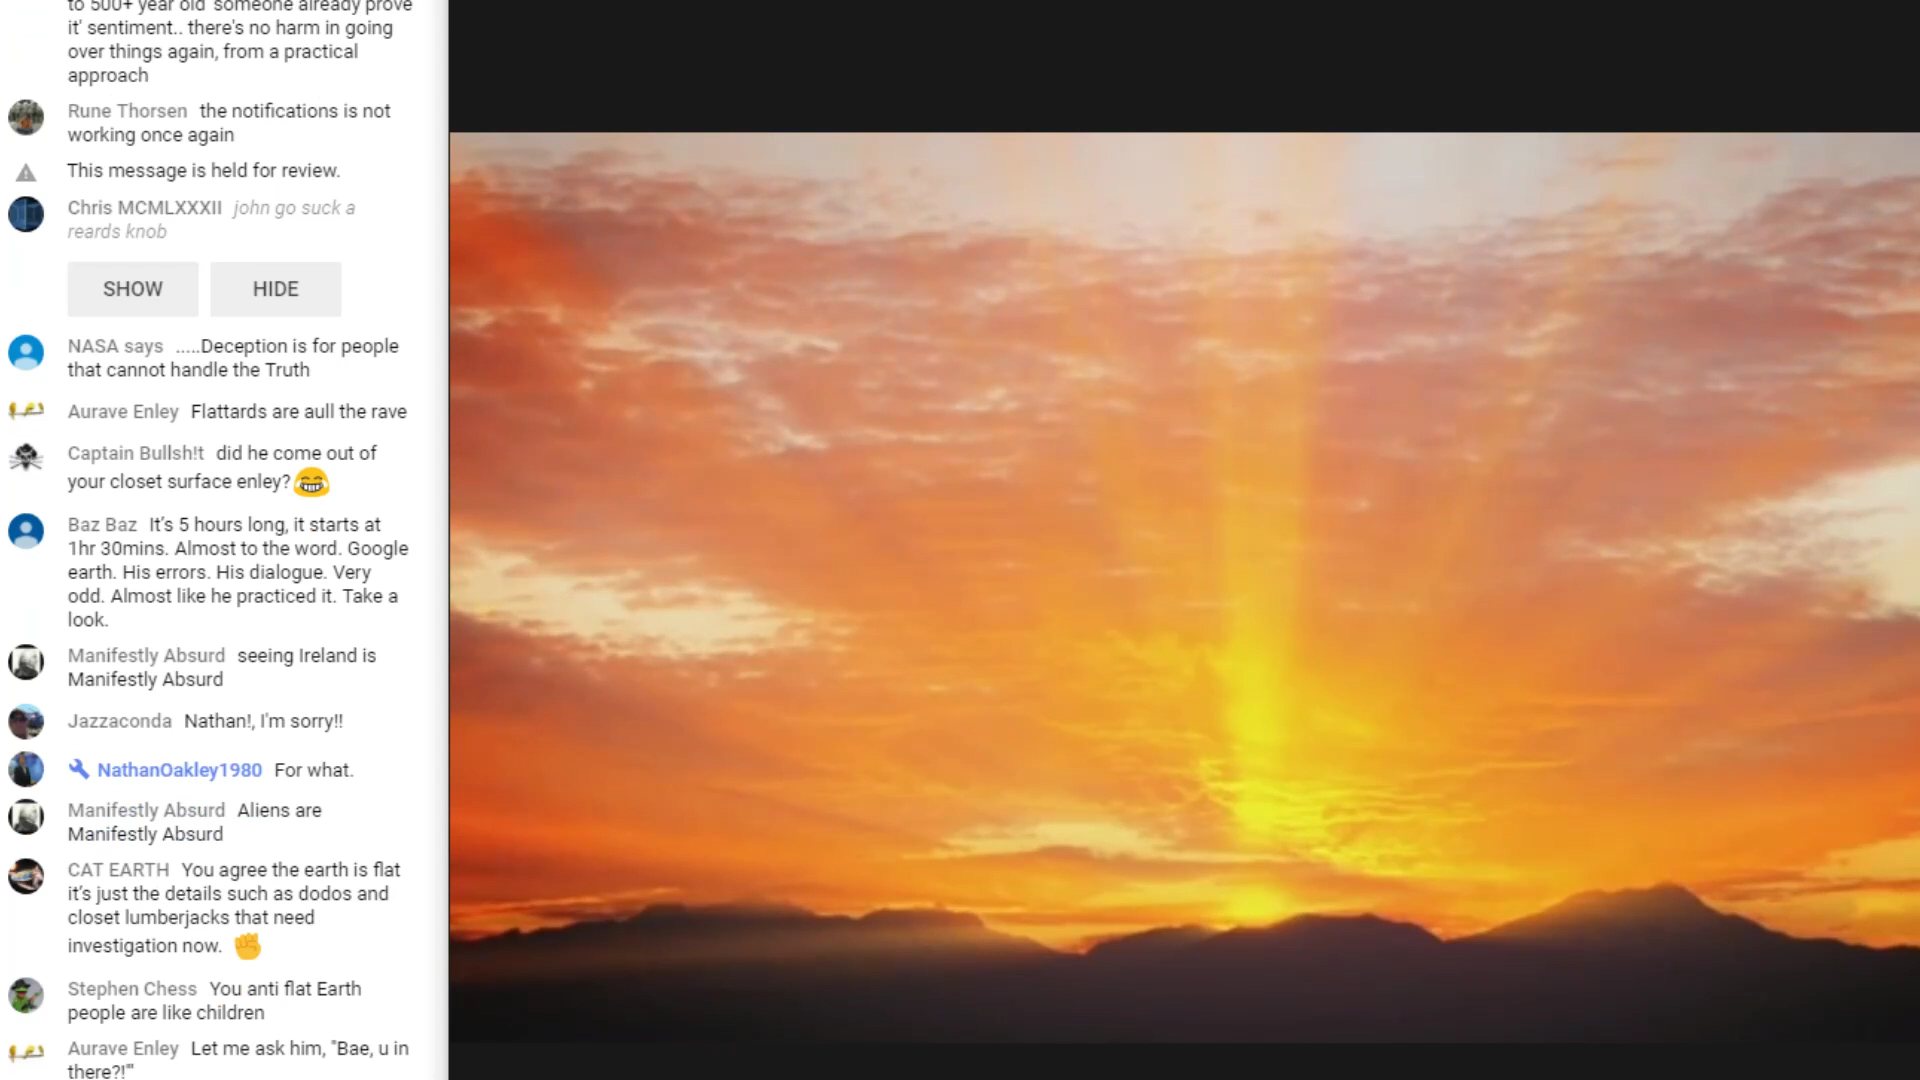 to 500+ year old 'someone already prove
it' sentiment.. there's no harm in going
over things again, from a practical
approach
Rune Thorsen the notifications is not
working once again
This message is held for review.
Chris MCMLXXXII john go suck a
reards knob
SHOW HIDE
NASA says .....Deception is for people
that cannot handle the Truth
Aurave Enley Flattards are aull the rave
Captain Bullsh!t did he come out of
your closet surface enley?
Baz Baz It's 5 hours long, it starts at
1hr 30mins. Almost to the word. Google
earth. His errors. His dialogue. Very
odd. Almost like he practiced it. Take a
look.
Manifestly Absurd seeing Ireland is
Manifestly Absurd
Jazzaconda Nathan!, I'm sorry!!
NathanOakley1980 For what.
Manifestly Absurd Aliens are
Manifestly Absurd
CAT EARTH You agree the earth is flat
it's just the details such as dodos and
closet lumberjacks that need
investigation now.
Stephen Chess You anti flat Earth
people are like children
Aurave Enley Let me ask him, "Bae, u in
there?!"